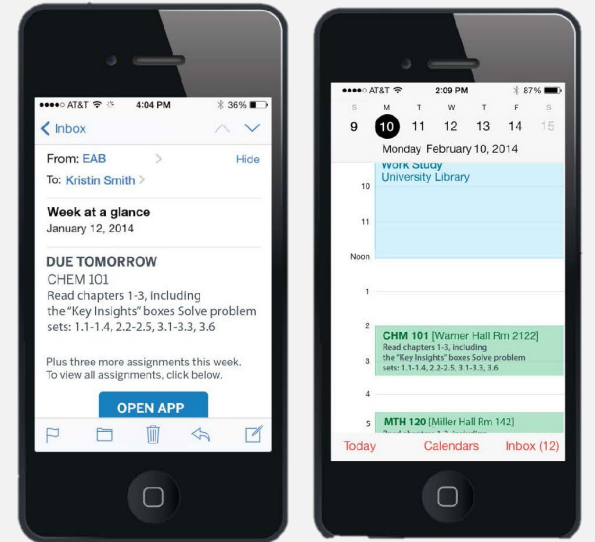 AT&T 4:04 PM 36%
Inbox
From: EAB
Hide
To: Kristin Smith
Week at a glance
January 12, 2014
DUE TOMORROW
CHEM 101
Read chapters 1-3, including
the "Key Insights" boxes Solve problem
sets: 1.1-1.4, 2.2-2.5, 3.1-3.3, 3.6
Plus three more assignments this week.
To view all assignments, click below.
OPEN APP
AT&T 2:09 PM 87%
S M T W T F S
9 10 11 12 13 14 15
Monday February 10, 2014
Work Study
University Library
10
11
Noon
1
2
CHM 101 [Warner Hall Rm 2122]
Read chapters 1-3, including
the "Key Insights" boxes Solve problem
3
sets: 1.1-1.4, 2.2-2.5, 3.1-3.3, 3.6
4
5
MTH 120 [Miller Hall Rm 142]
Today Calendars Inbox (12)